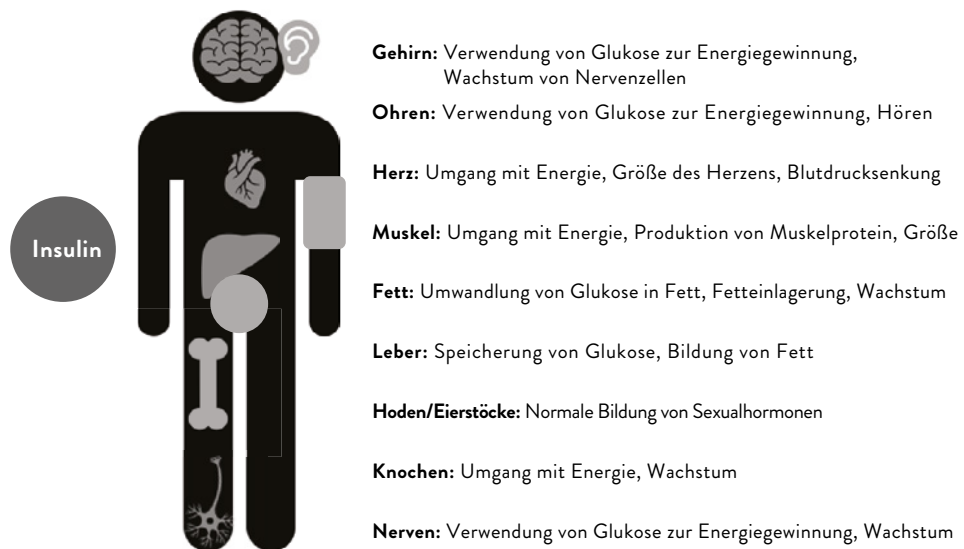 Gehirn: Verwendung von Glukose zur Energiegewinnung,
Wachstum von Nervenzellen
Ohren: Verwendung von Glukose zur Energiegewinnung, Hören
Herz: Umgang mit Energie, Größe des Herzens, Blutdrucksenkung
Muskel: Umgang mit Energie, Produktion von Muskelprotein, Größe
Insulin
Fett: Umwandlung von Glukose in Fett, Fetteinlagerung, Wachstum
Leber: Speicherung von Glukose, Bildung von Fett
Hoden/Eierstöcke: Normale Bildung von Sexualhormonen
Knochen: Umgang mit Energie, Wachstum
Nerven: Verwendung von Glukose zur Energiegewinnung, Wachstum